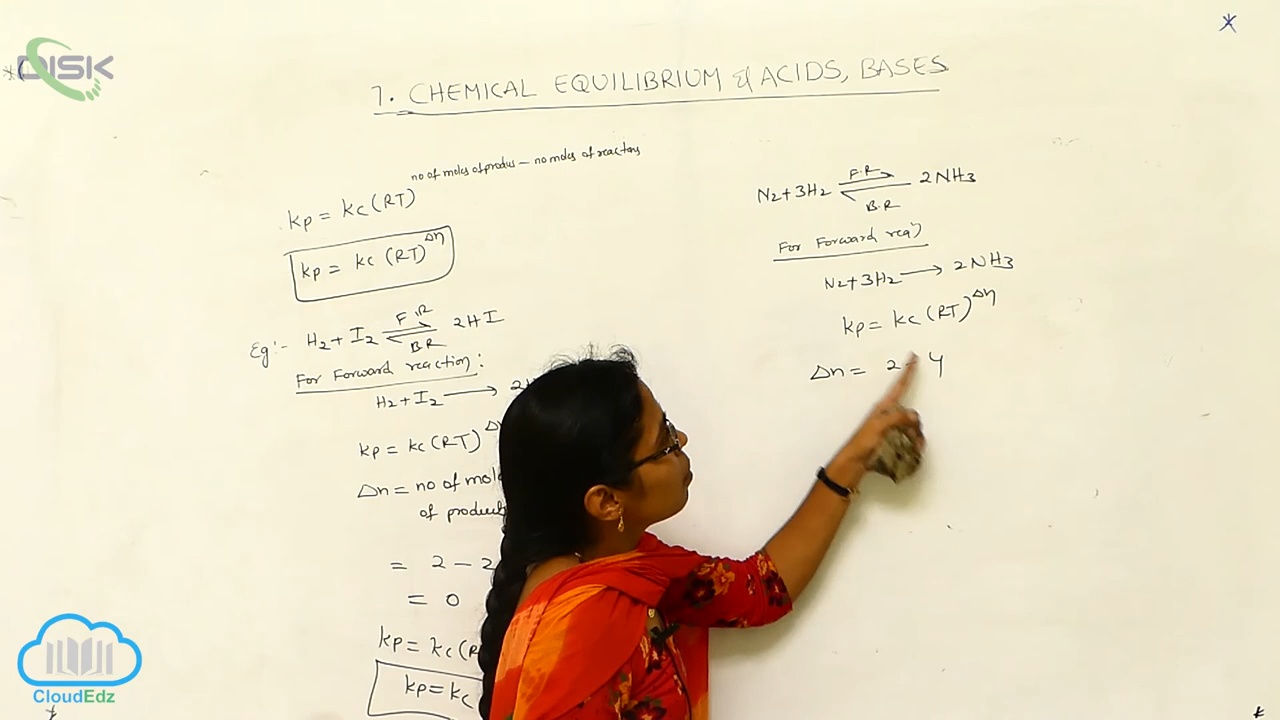 DISK
7. CHEMICAL EQUILIBRIUM & ACIDS, BASES
no of moles of produs – no moles of reactons
kp = kc (RT)
kp = kc (RT)^Δn
Eg:- H2 + I2 ⇌ 2HI
F.R
B.R
For Forward reaction:
H2 + I2 → 2
kp = kc (RT)
Δn = no of mol
of product
= 2 – 2
= 0
kp = kc (R
kp = kc
N2 + 3H2 ⇌ 2NH3
F.R
B.R
For Forward rea')
N2 + 3H2 → 2NH3
kp = kc (RT)^Δn
Δn = 2 – 4
CloudEdz